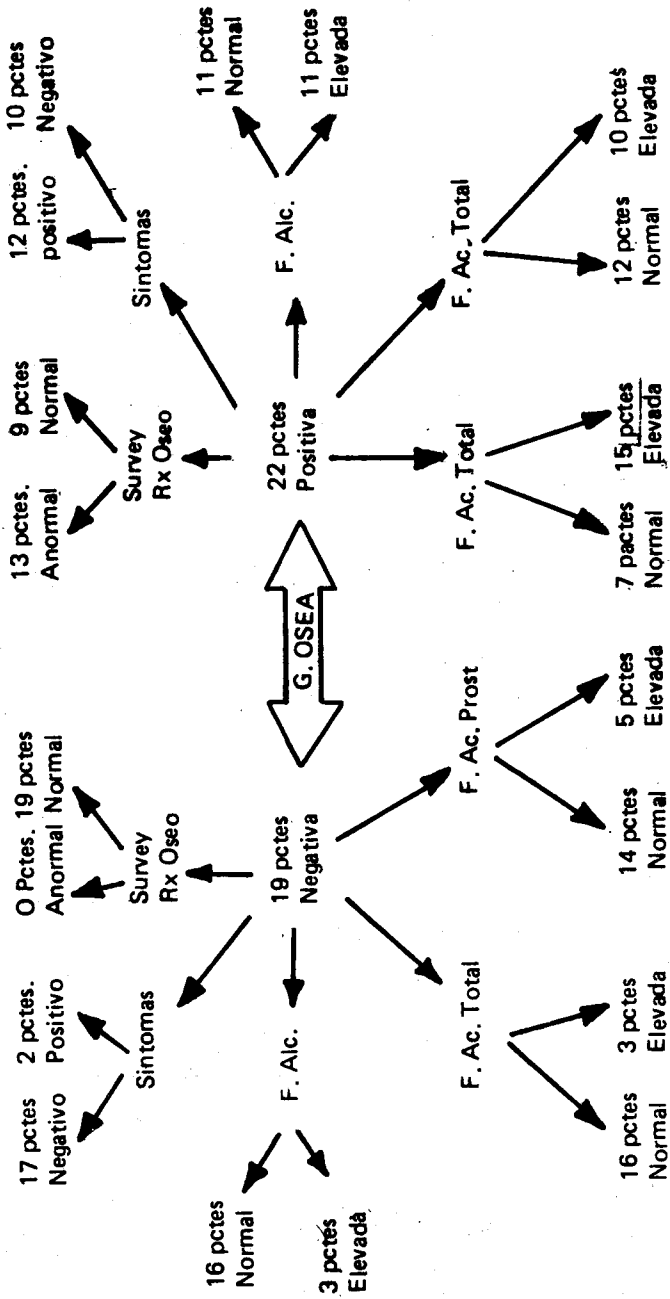 17 pctes
Negativo
2 pctes.
Positivo
Sintomas
O Pctes.
Anormal
19 pctes
Normal
Survey
Rx Oseo
16 pctes
Normal
3 pctes
Elevada
F. Alc.
19 pctes
Negativa
F. Ac. Total
16 pctes
Normal
3 pctes
Elevada
F. Ac. Prost
14 pctes
Normal
5 pctes
Elevada
G. OSEA
13 pctes.
Anormal
9 pctes
Normal
Survey
Rx Oseo
12 pctes.
positivo
10 pctes
Negativo
Sintomas
22 pctes
Positiva
F. Alc.
11 pctes
Normal
11 pctes
Elevada
F. Ac. Total
7 pactes
Normal
15 pctes
Elevada
F. Ac. Total
12 pctes
Normal
10 pctes
Elevada